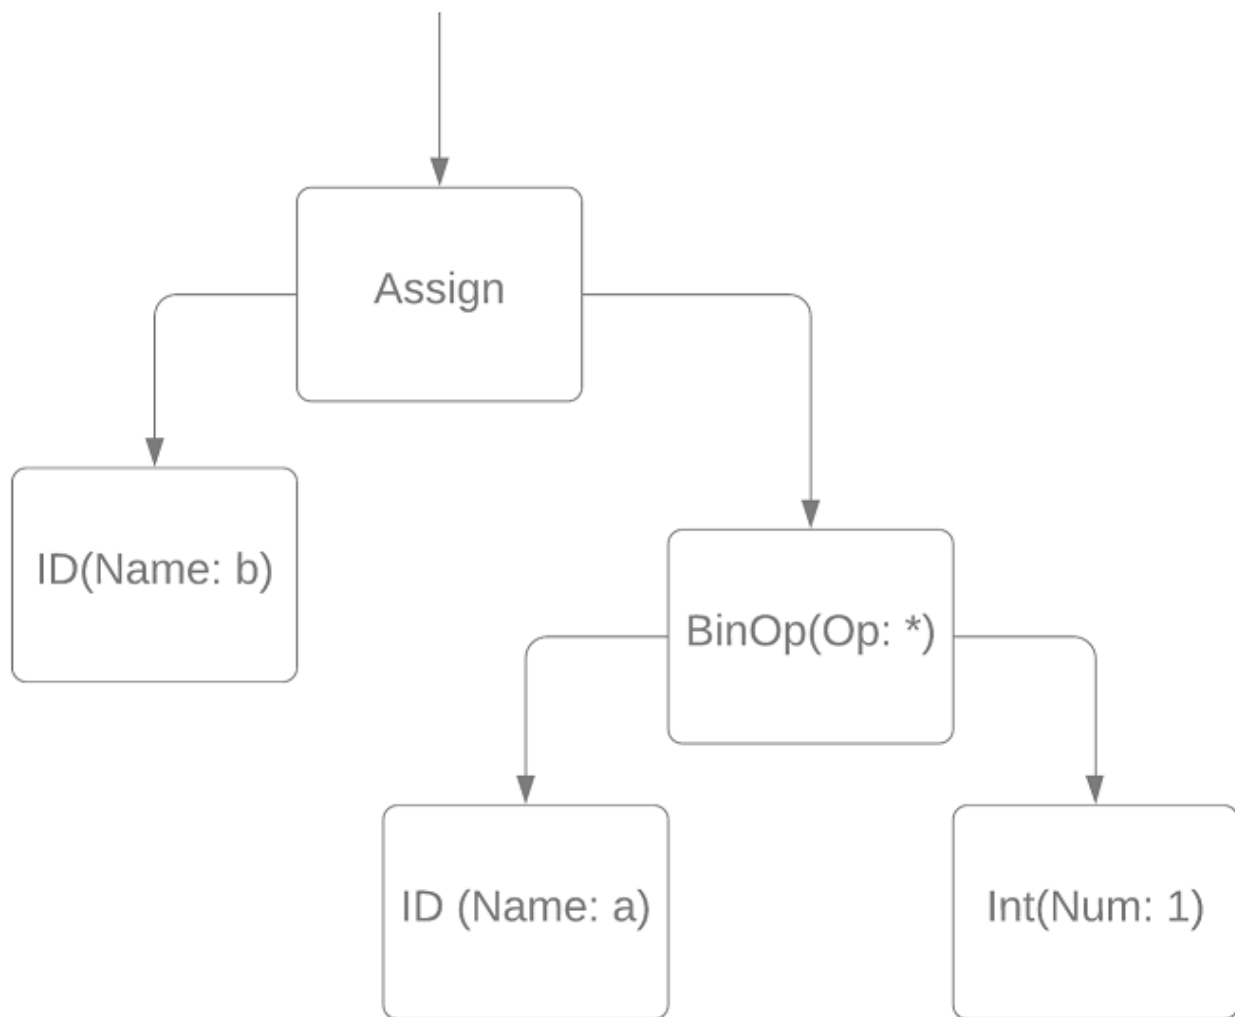 Assign
ID(Name: b)
BinOp(Op: *)
ID (Name: a)
Int(Num: 1)